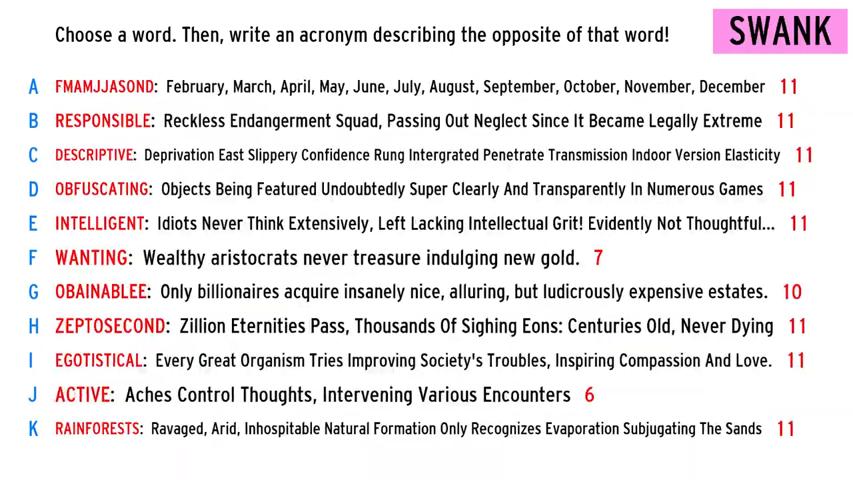 Choose a word. Then, write an acronym describing the opposite of that word!
SWANK
A FMAMJJASOND: February, March, April, May, June, July, August, September, October, November, December 11
B RESPONSIBLE: Reckless Endangerment Squad, Passing Out Neglect Since It Became Legally Extreme 11
C DESCRIPTIVE: Deprivation East Slippery Confidence Rung Intergrated Penetrate Transmission Indoor Version Elasticity 11
D OBFUSCATING: Objects Being Featured Undoubtedly Super Clearly And Transparently In Numerous Games 11
E INTELLIGENT: Idiots Never Think Extensively, Left Lacking Intellectual Grit! Evidently Not Thoughtful... 11
F WANTING: Wealthy aristocrats never treasure indulging new gold. 7
G OBAINABLEE: Only billionaires acquire insanely nice, alluring, but ludicrously expensive estates. 10
H ZEPTOSECOND: Zillion Eternities Pass, Thousands Of Sighing Eons: Centuries Old, Never Dying 11
I EGOTISTICAL: Every Great Organism Tries Improving Society's Troubles, Inspiring Compassion And Love. 11
J ACTIVE: Aches Control Thoughts, Intervening Various Encounters 6
K RAINFORESTS: Ravaged, Arid, Inhospitable Natural Formation Only Recognizes Evaporation Subjugating The Sands 11